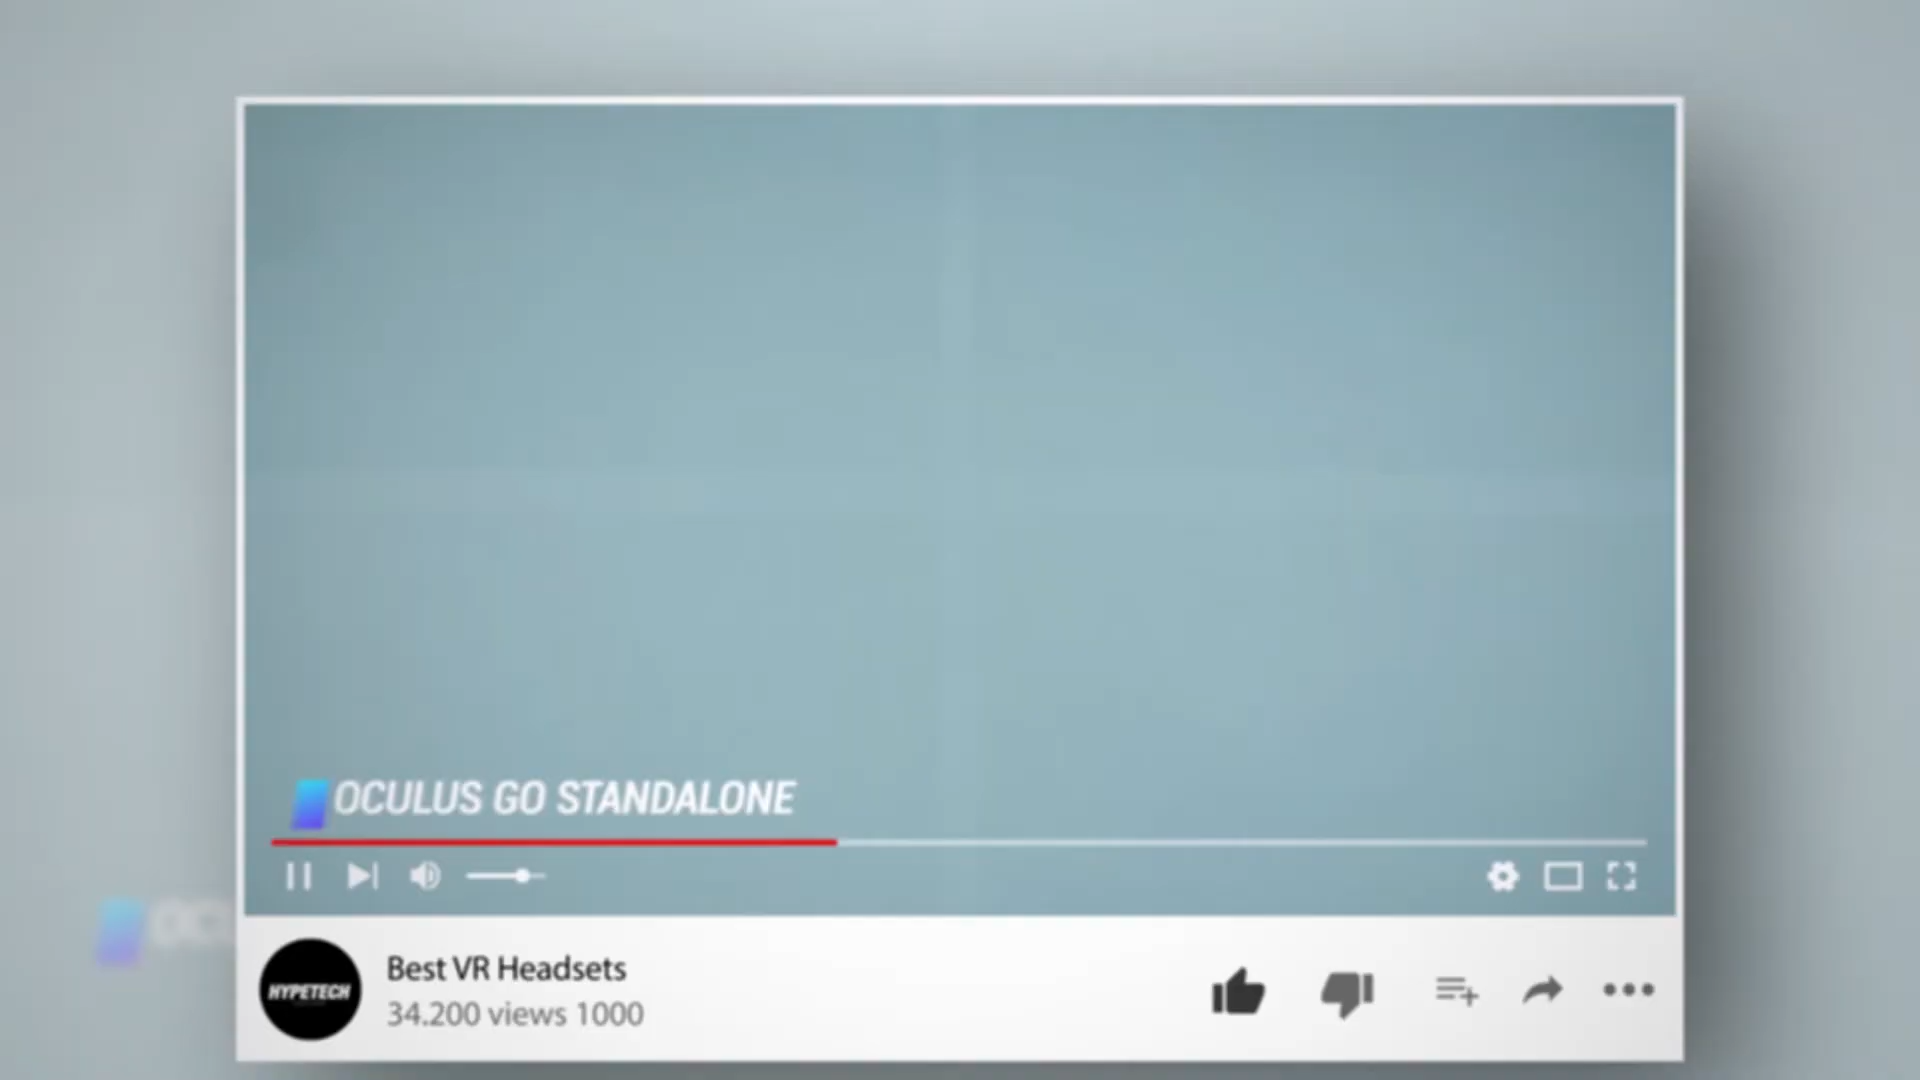 OCULUS GO STANDALONE
HYPETECH
Best VR Headsets
34.200 views 1000